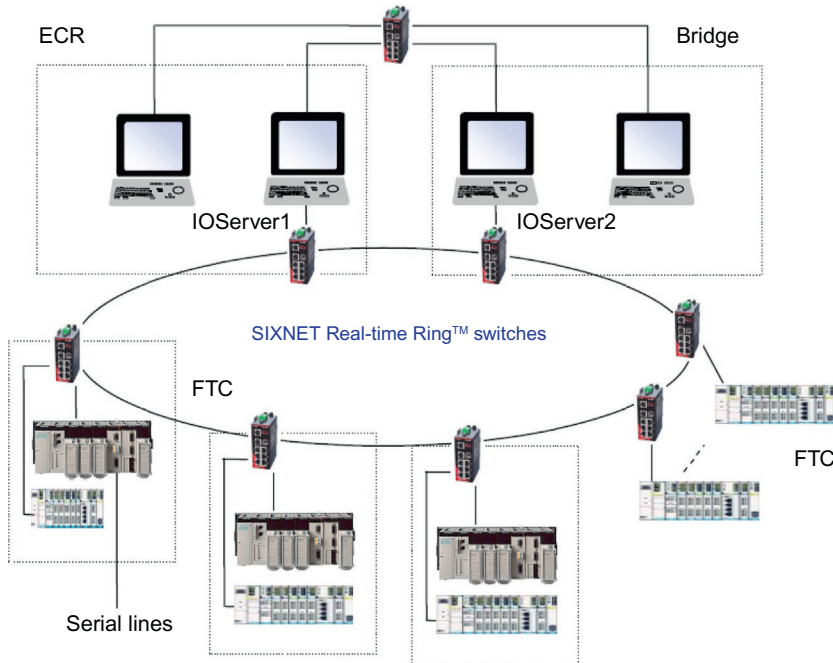 ECR
Bridge
IOServer1
IOServer2
SIXNET Real-time Ring™ switches
FTC
FTC
Serial lines